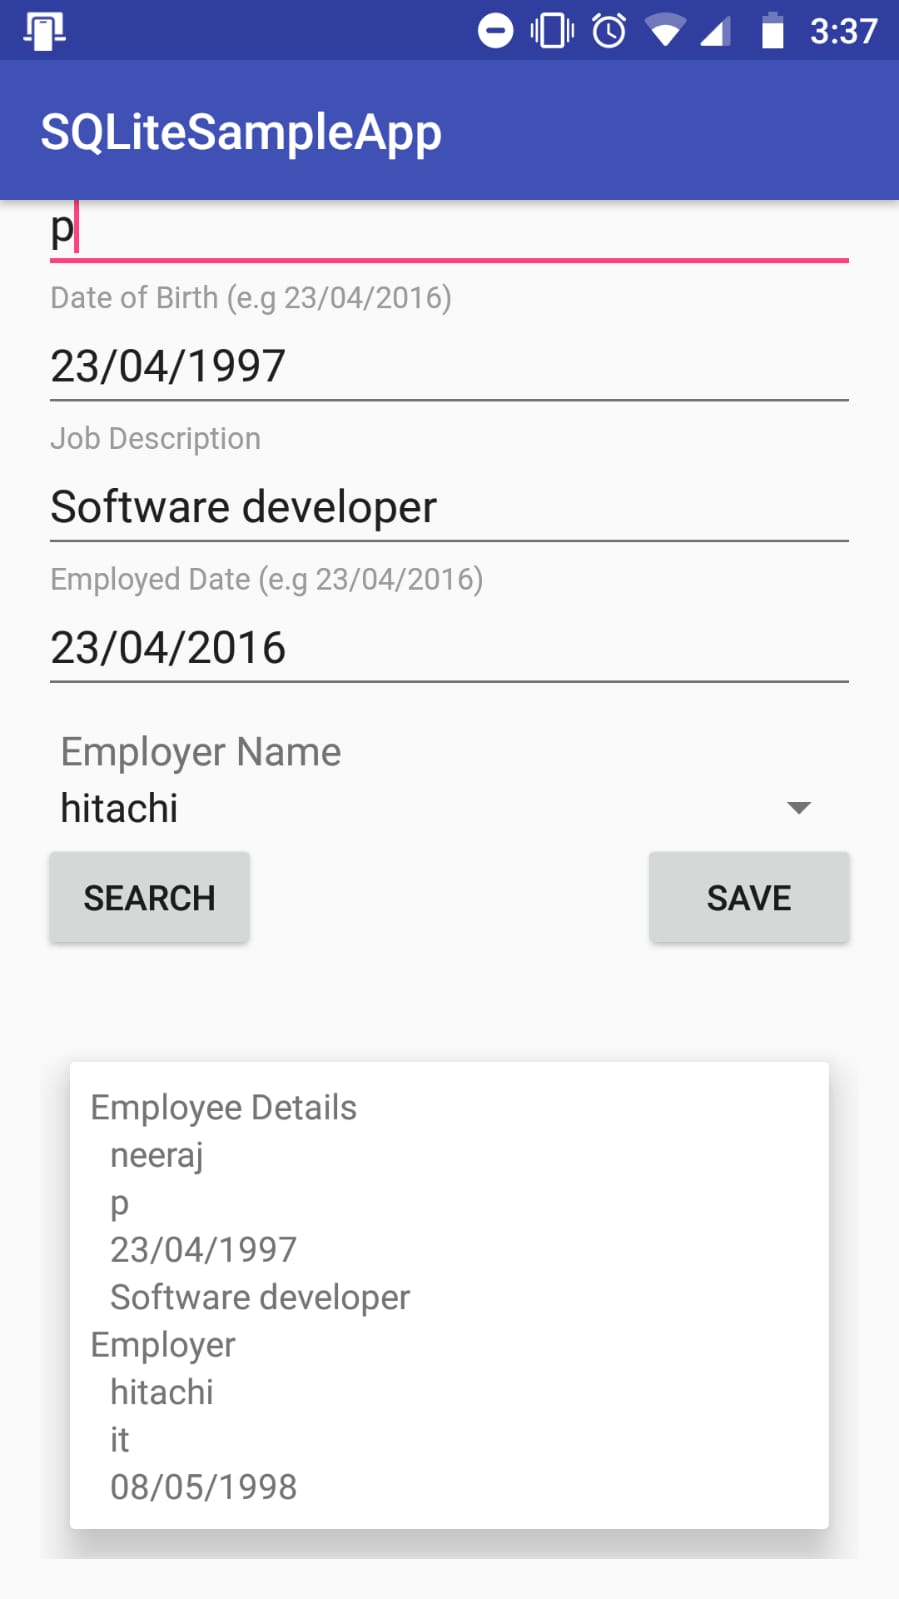 3:37
SQLiteSampleApp
p
Date of Birth (e.g 23/04/2016)
23/04/1997
Job Description
Software developer
Employed Date (e.g 23/04/2016)
23/04/2016
Employer Name
hitachi
SEARCH SAVE
Employee Details
neeraj
p
23/04/1997
Software developer
Employer
hitachi
it
08/05/1998